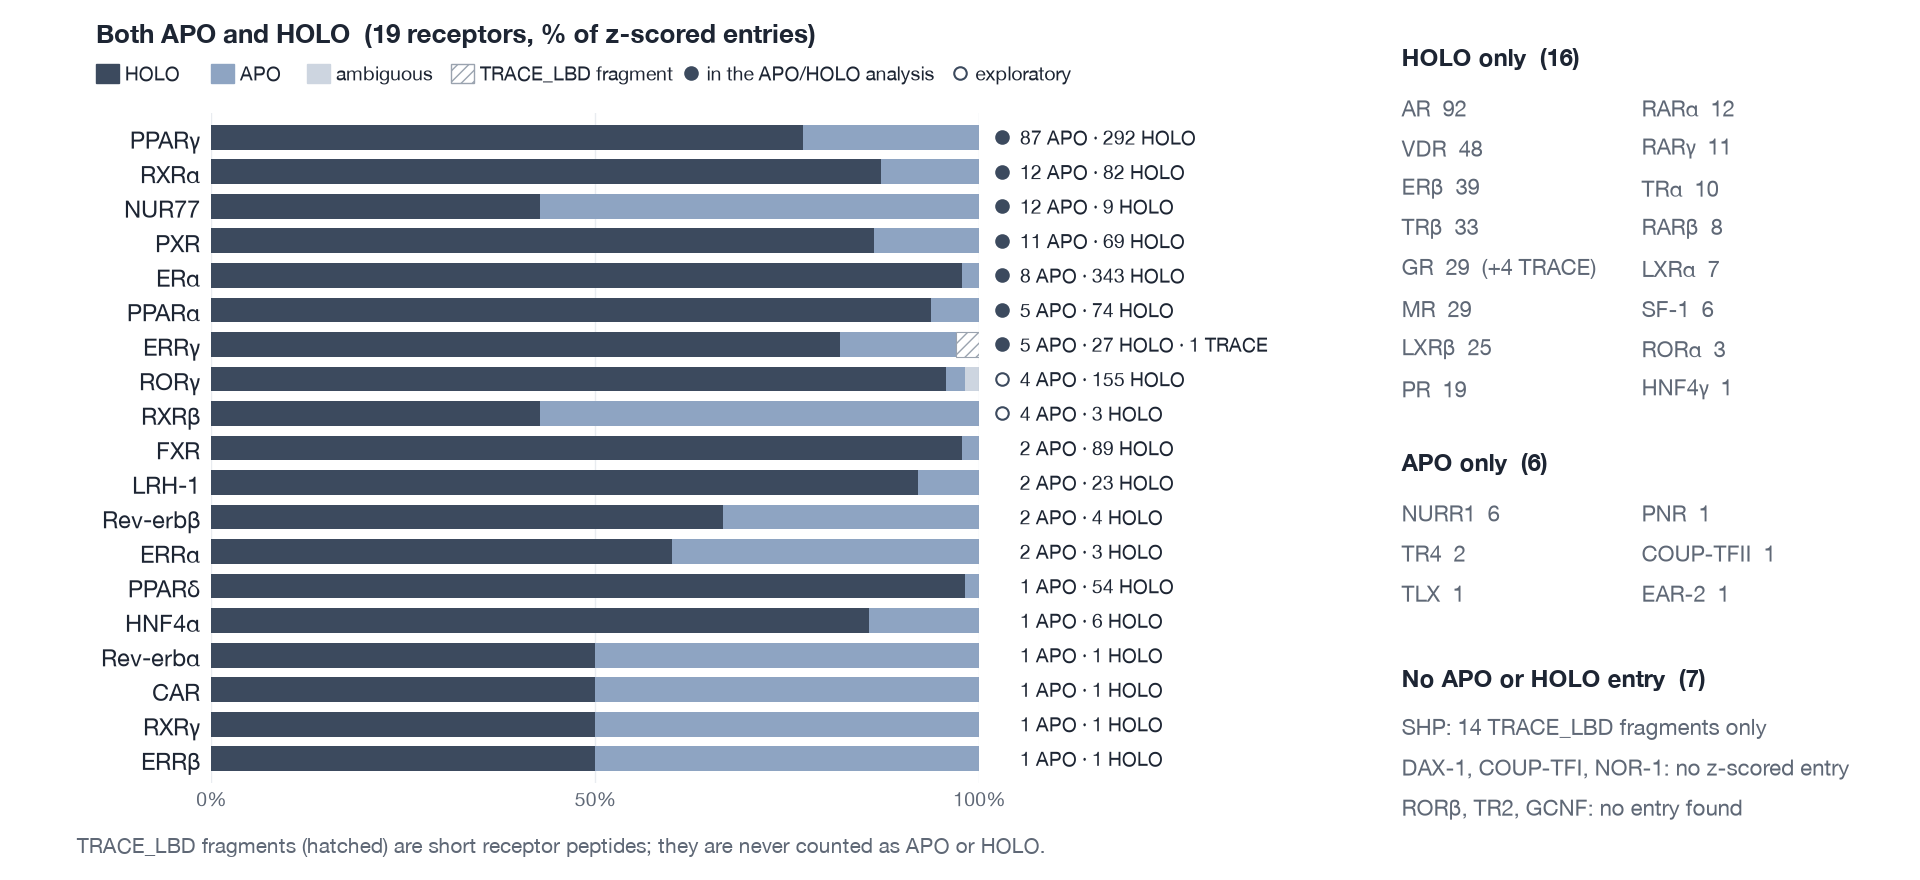 Both APO and HOLO (19 receptors, % of z-scored entries)
HOLO APO ambiguous TRACE_LBD fragment in the APO/HOLO analysis exploratory
PPARγ 87 APO · 292 HOLO
RXRα 12 APO · 82 HOLO
NUR77 12 APO · 9 HOLO
PXR 11 APO · 69 HOLO
ERα 8 APO · 343 HOLO
PPARα 5 APO · 74 HOLO
ERRγ 5 APO · 27 HOLO · 1 TRACE
RORγ 4 APO · 155 HOLO
RXRβ 4 APO · 3 HOLO
FXR 2 APO · 89 HOLO
LRH-1 2 APO · 23 HOLO
Rev-erbβ 2 APO · 4 HOLO
ERRα 2 APO · 3 HOLO
PPARδ 1 APO · 54 HOLO
HNF4α 1 APO · 6 HOLO
Rev-erbα 1 APO · 1 HOLO
CAR 1 APO · 1 HOLO
RXRγ 1 APO · 1 HOLO
ERRβ 1 APO · 1 HOLO
0% 50% 100%
TRACE_LBD fragments (hatched) are short receptor peptides; they are never counted as APO or HOLO.
HOLO only (16)
AR 92 RARα 12
VDR 48 RARγ 11
ERβ 39 TRα 10
TRβ 33 RARβ 8
GR 29 (+4 TRACE) LXRα 7
MR 29 SF-1 6
LXRβ 25 RORα 3
PR 19 HNF4γ 1
APO only (6)
NURR1 6 PNR 1
TR4 2 COUP-TFII 1
TLX 1 EAR-2 1
No APO or HOLO entry (7)
SHP: 14 TRACE_LBD fragments only
DAX-1, COUP-TFI, NOR-1: no z-scored entry
RORβ, TR2, GCNF: no entry found